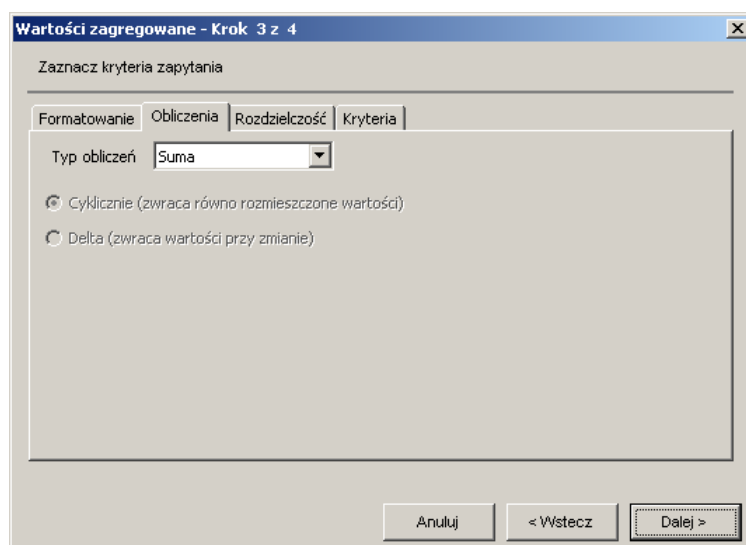 Wartości zagregowane - Krok 3 z 4
Zaznacz kryteria zapytania
Formatowanie Obliczenia Rozdzielczość Kryteria
Typ obliczeń Suma
Cyklicznie (zwraca równo rozmieszczone wartości)
Delta (zwraca wartości przy zmianie)
Anuluj < Wstecz Dalej >